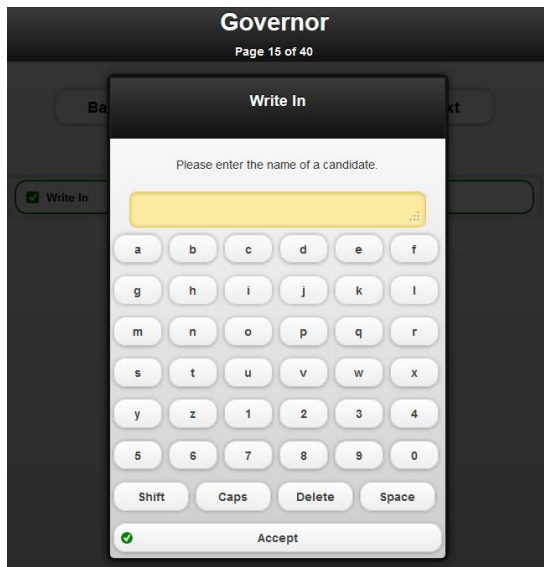 Governor
Page 15 of 40
Write In
Please enter the name of a candidate.
Write In
a b c d e f
g h i j k l
m n o p q r
s t u v w x
y z 1 2 3 4
5 6 7 8 9 0
Shift Caps Delete Space
Accept